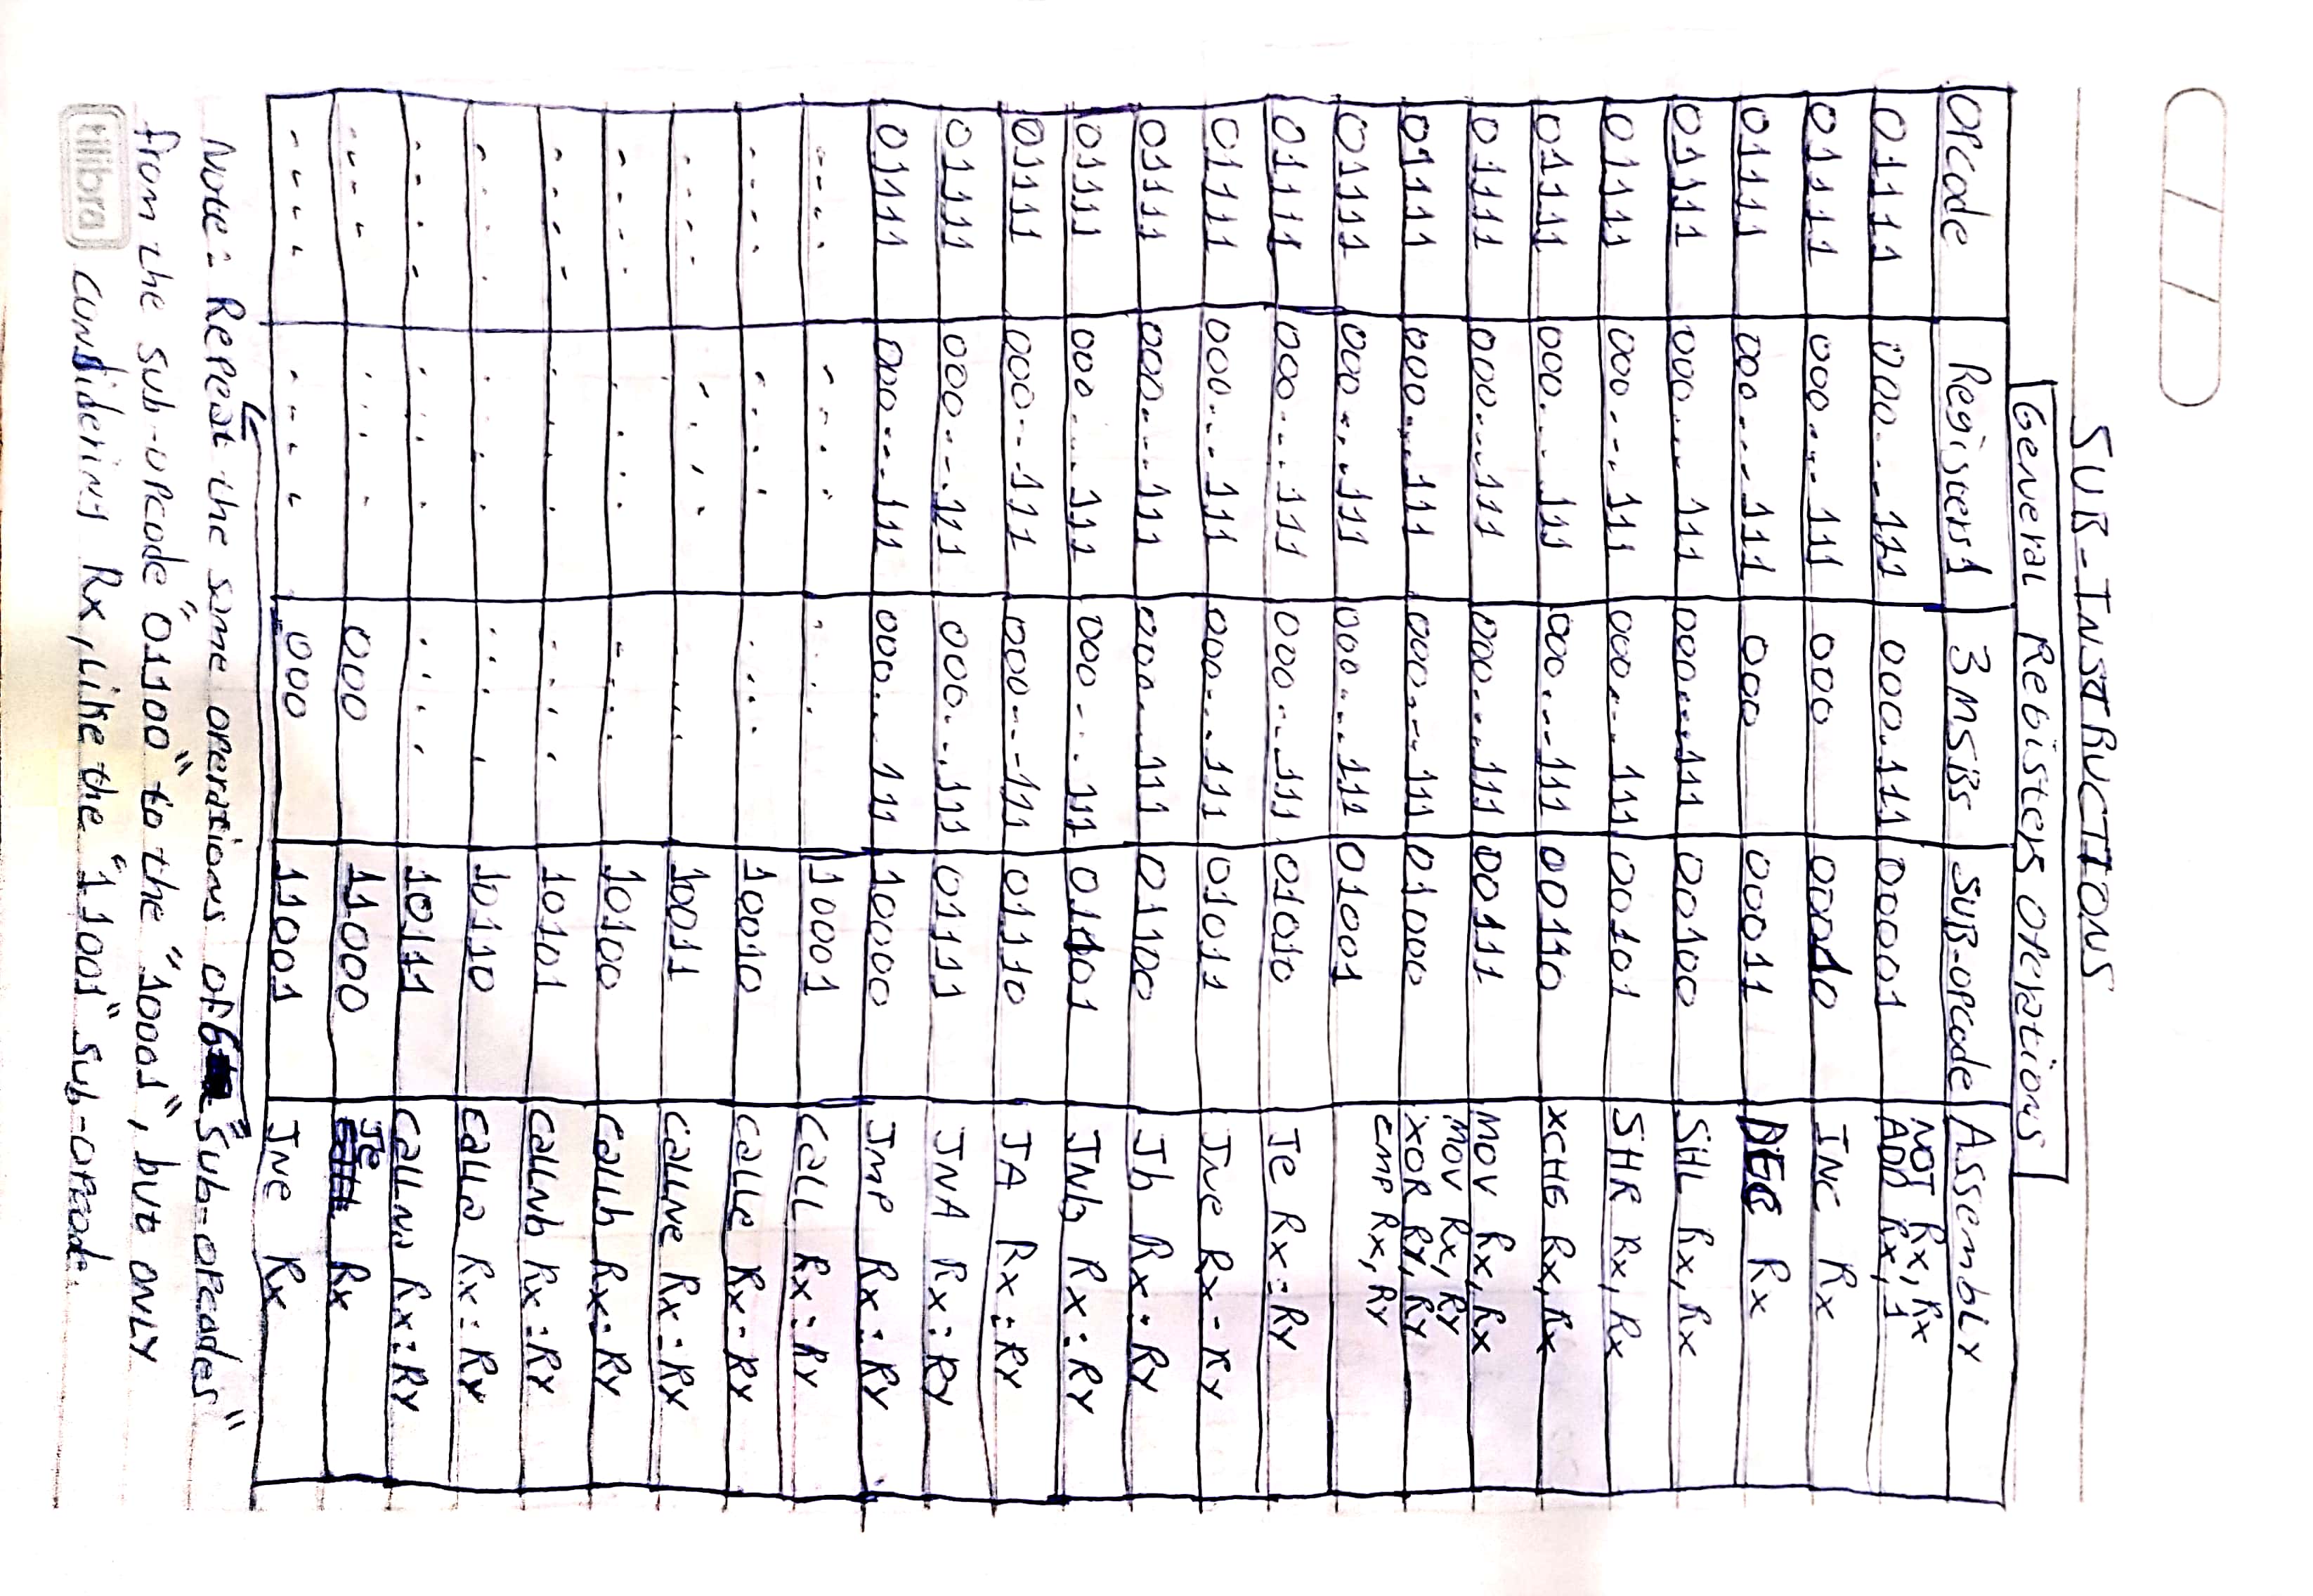 SUB-INSTRUCTIONS
General Registers Operations
Opcode Registers1 3 MSBs SUB-opcode Assembly
NOT Rx, Rx
01111 000...111 000.111 00001 ADD Rx, 1
01111 000....111 000 00010 INC Rx
01111 000...111 000 00011 DEC Rx
01111 000...111 000...111 00100 SHL Rx, Rx
01111 000...111 000...111 00101 SHR Rx, Rx
01111 000...111 000...111 00110 XCHG Rx, Rx
01111 000...111 000...111 00111 MOV Rx, Rx
MOV Rx, RY
01111 000...111 000...111 01000 XOR RY, RY
CMP Rx, RY
01111 000...111 000...111 01001
01111 000...111 000...111 01010 Je Rx:RY
01111 000...111 000...111 01011 JNe Rx-RY
01111 000...111 000...111 01100 Jb Rx:RY
01111 000...111 000...111 01101 JNb Rx:RY
01111 000...111 000---111 01110 JA Rx:RY
01111 000...111 000...111 01111 JNA Rx:RY
01111 000...111 000...111 10000 JMP Rx:RY
.... .... .... 10001 CALL Rx:RY
.... .... .... 10010 CALLe Rx-RY
.... .... .... 10011 CALLNe Rx:RX
.... .... .... 10100 CALLb Rx:RY
.... .... .... 10101 CALLNb Rx:RY
.... .... .... 10110 CALLa Rx:RY
.... .... .... 10111 CALLNa Rx:RY
.... .... 000 11000 Je Rx
.... .... 000 11001 JNe Rx
Note: Repeat the same operations OF 6 "SUB-opcodes"
from the sub-opcode "01100" to the "10001", but ONLY
considering Rx, like the "11001" sub-opcode.
tilibra